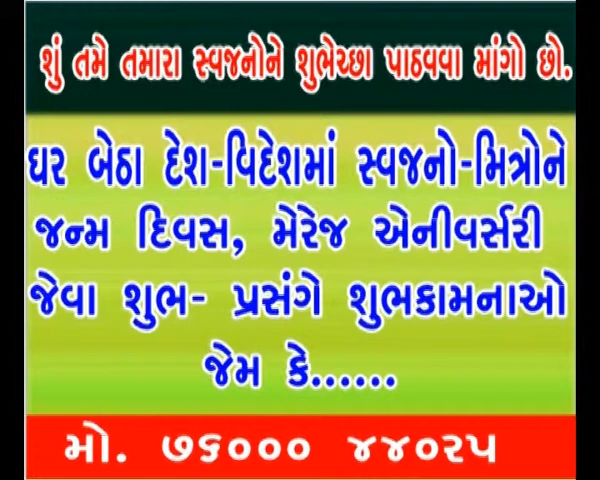 શું તમે તમારા સ્વજનોને શુભેચ્છા પાઠવવા માંગો છો.
ઘર બેઠા દેશ-વિદેશમાં સ્વજનો-મિત્રોને
જન્મ દિવસ, મેરેજ એનીવર્સરી
જેવા શુભ- પ્રસંગે શુભકામનાઓ
જેમ કે......
મો. ૭૬૦૦૦ ૪૪૦૨૫